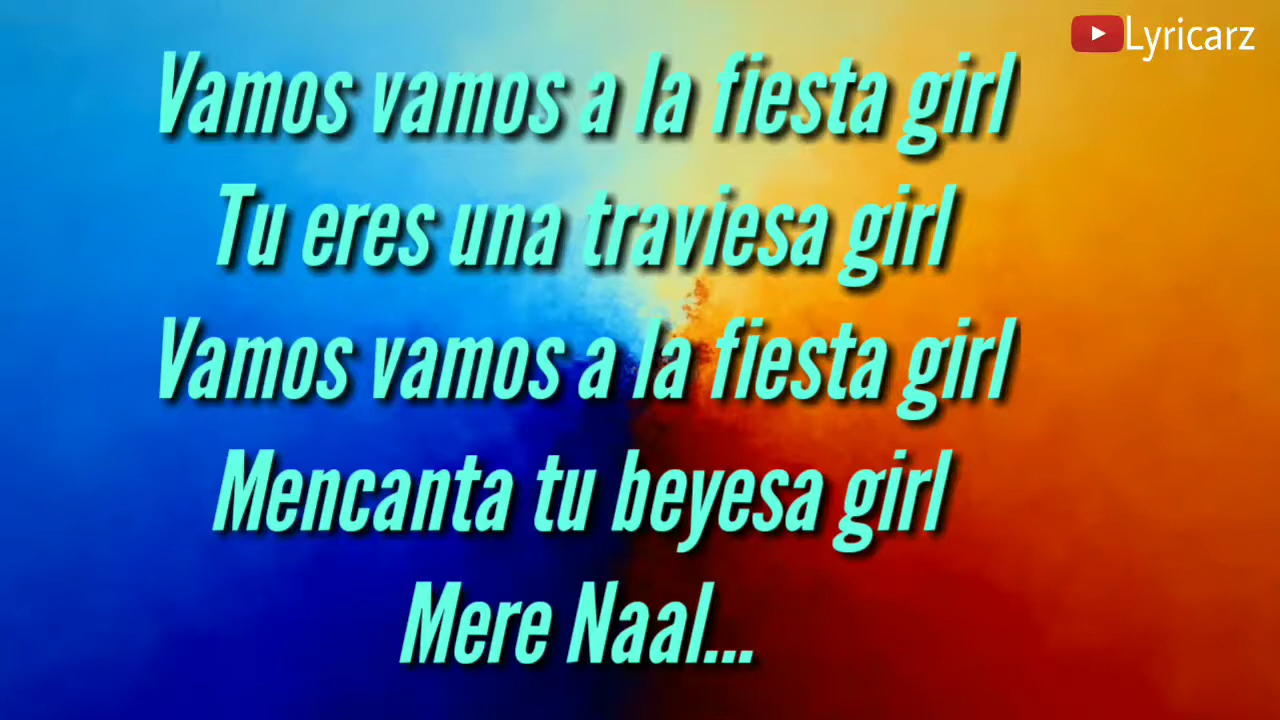 Lyricarz
Vamos vamos a la fiesta girl
Tu eres una traviesa girl
Vamos vamos a la fiesta girl
Mencanta tu beyesa girl
Mere Naal...